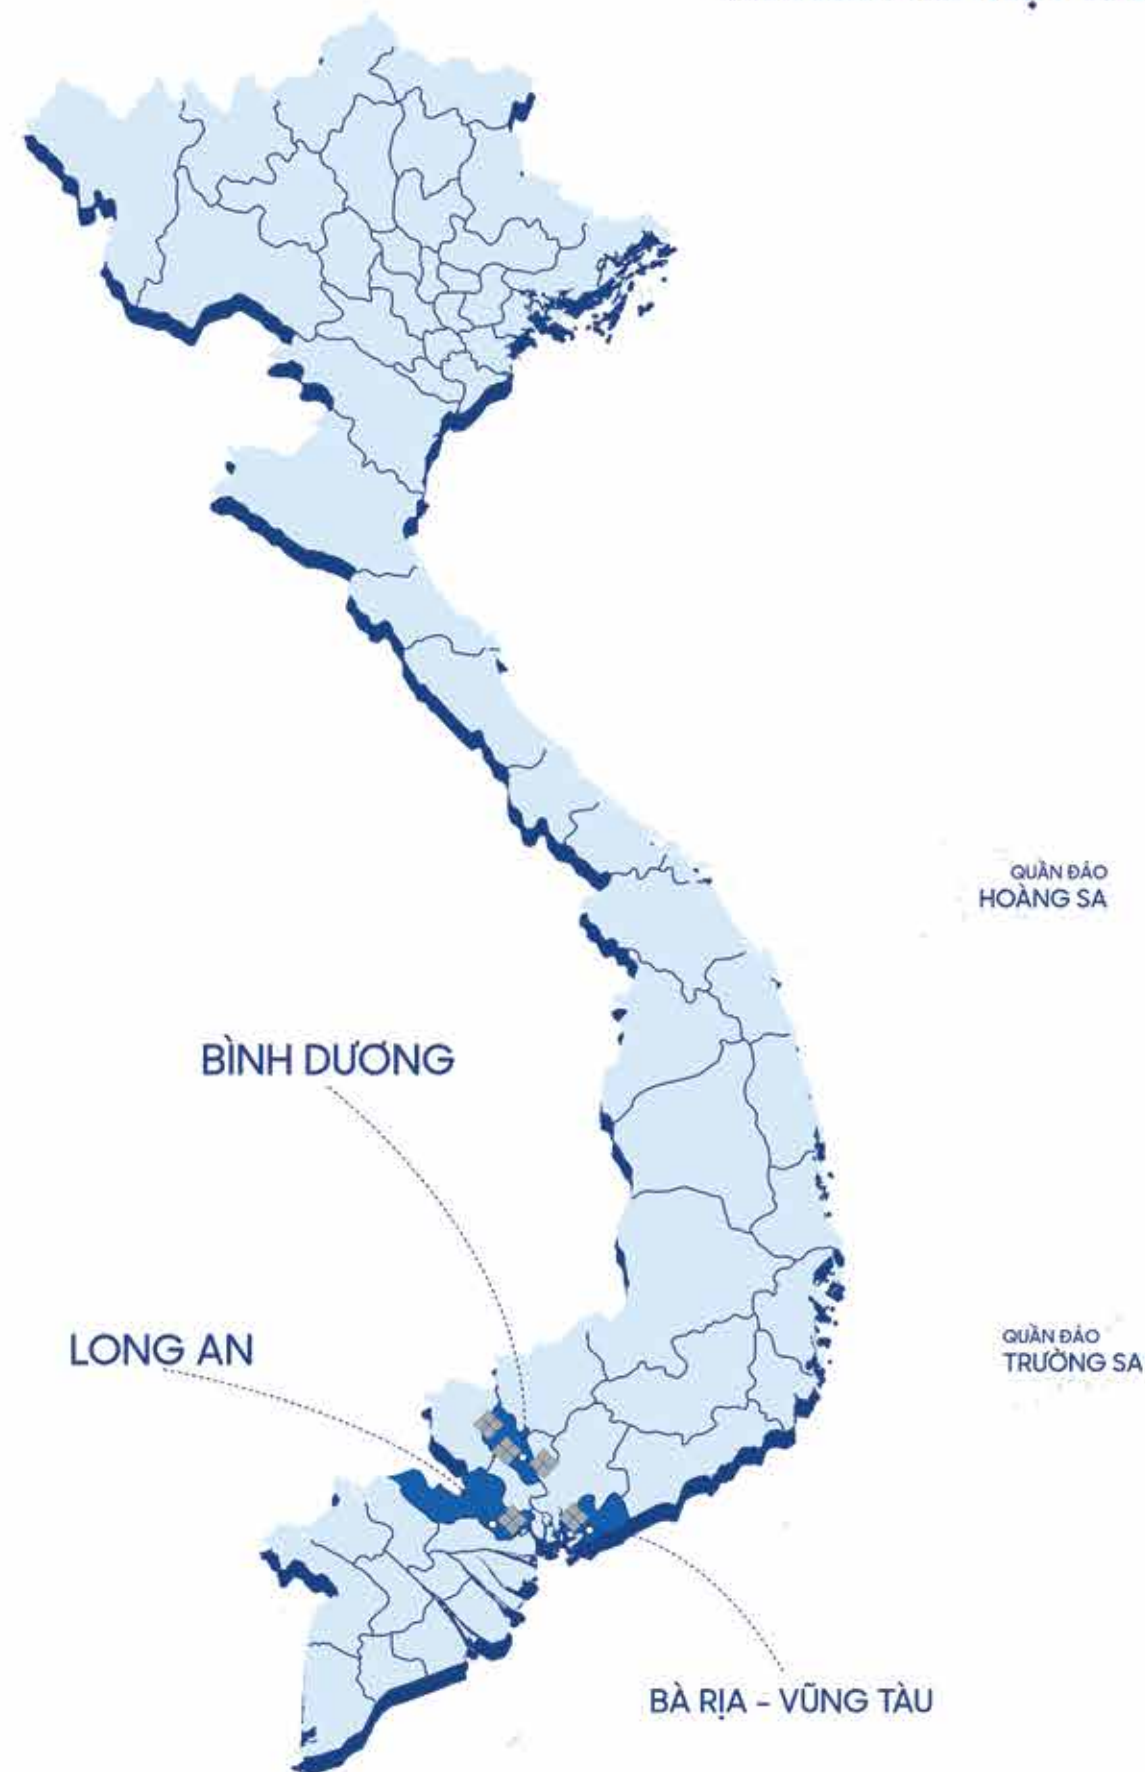 QUẦN ĐẢO
HOÀNG SA
BÌNH DƯƠNG
LONG AN
QUẦN ĐẢO
TRƯỜNG SA
BÀ RỊA - VŨNG TÀU